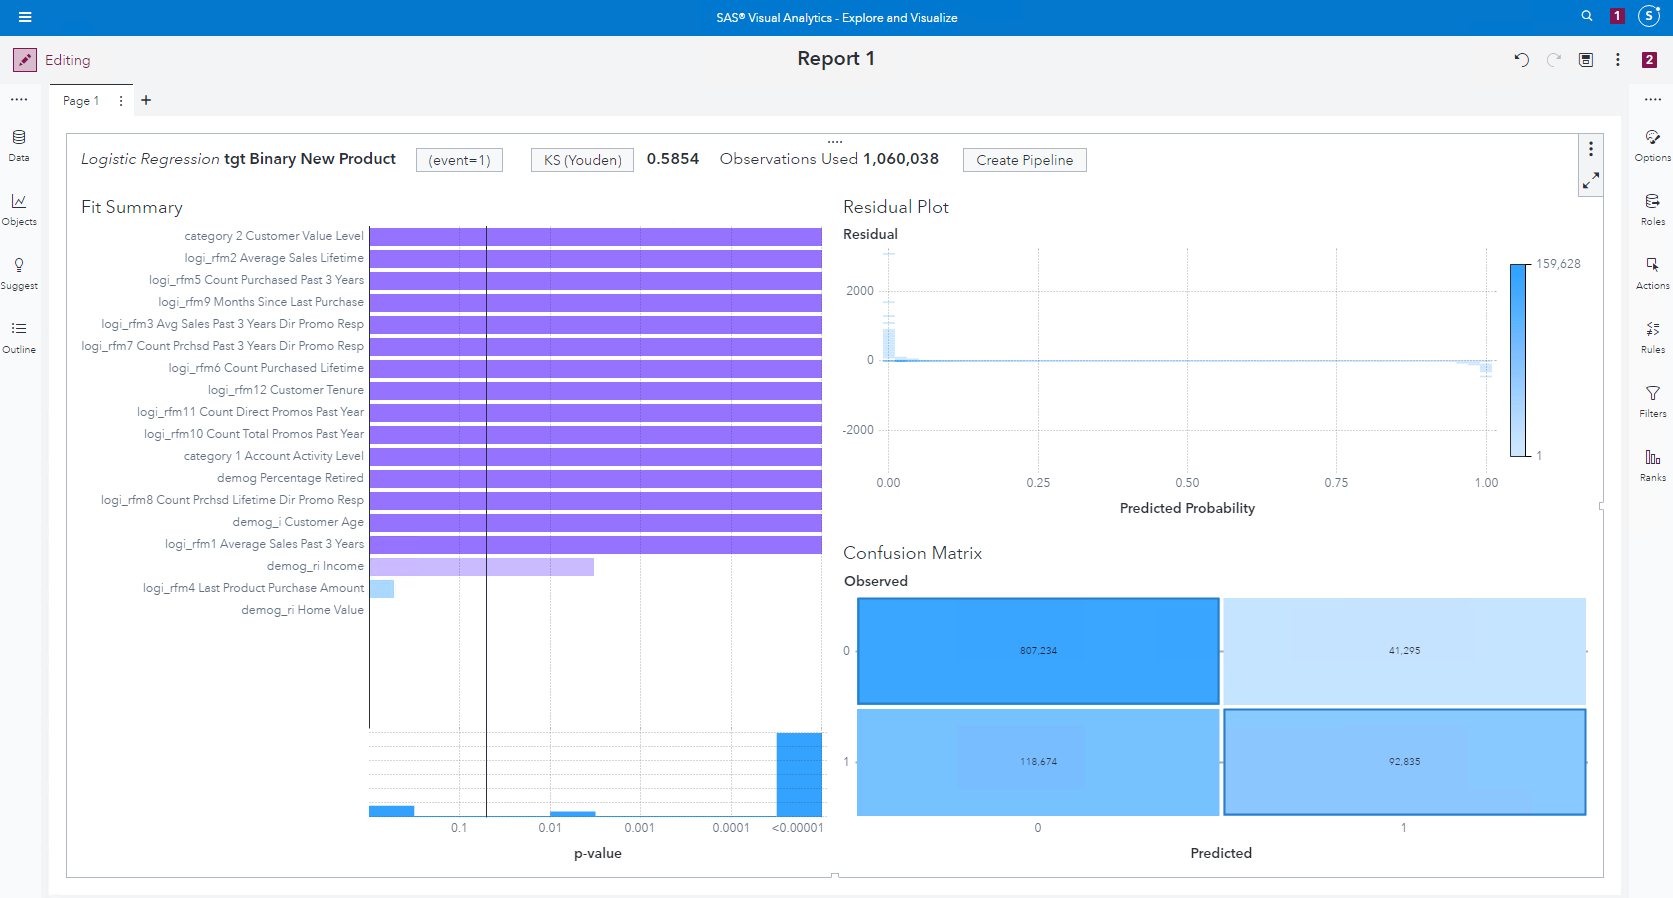 SAS® Visual Analytics - Explore and Visualize
1
S
Editing
Report 1
2
Page 1
Data
Objects
Suggest
Outline
Logistic Regression tgt Binary New Product
(event=1)
KS (Youden)
0.5854
Observations Used 1,060,038
Create Pipeline
Fit Summary
category 2 Customer Value Level
logi_rfm2 Average Sales Lifetime
logi_rfm5 Count Purchased Past 3 Years
logi_rfm9 Months Since Last Purchase
logi_rfm3 Avg Sales Past 3 Years Dir Promo Resp
logi_rfm7 Count Prchsd Past 3 Years Dir Promo Resp
logi_rfm6 Count Purchased Lifetime
logi_rfm12 Customer Tenure
logi_rfm11 Count Direct Promos Past Year
logi_rfm10 Count Total Promos Past Year
category 1 Account Activity Level
demog Percentage Retired
logi_rfm8 Count Prchsd Lifetime Dir Promo Resp
demog_i Customer Age
logi_rfm1 Average Sales Past 3 Years
demog_ri Income
logi_rfm4 Last Product Purchase Amount
demog_ri Home Value
0.1
0.01
0.001
0.0001
<0.00001
p-value
Residual Plot
Residual
2000
0
-2000
0.00
0.25
0.50
0.75
1.00
Predicted Probability
159,628
1
Confusion Matrix
Observed
0
807,234
41,295
1
118,674
92,835
0
1
Predicted
Options
Roles
Actions
Rules
Filters
Ranks